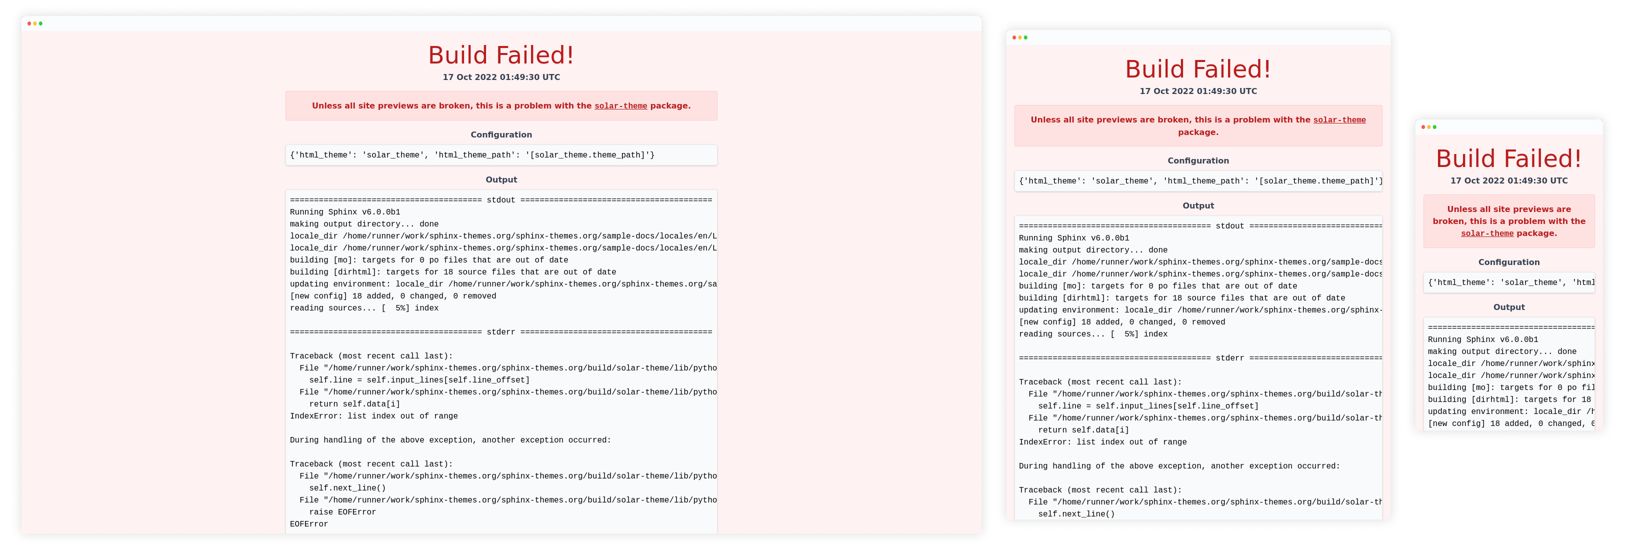 Build Failed!
17 Oct 2022 01:49:30 UTC
Unless all site previews are broken, this is a problem with the solar-theme package.
Configuration
{'html_theme': 'solar_theme', 'html_theme_path': '[solar_theme.theme_path]'}
Output
======================================== stdout ========================================
Running Sphinx v6.0.0b1
making output directory... done
locale_dir /home/runner/work/sphinx-themes.org/sphinx-themes.org/sample-docs/locales/en/L
locale_dir /home/runner/work/sphinx-themes.org/sphinx-themes.org/sample-docs/locales/en/L
building [mo]: targets for 0 po files that are out of date
building [dirhtml]: targets for 18 source files that are out of date
updating environment: locale_dir /home/runner/work/sphinx-themes.org/sphinx-themes.org/sa
[new config] 18 added, 0 changed, 0 removed
reading sources... [  5%] index
======================================== stderr ========================================
Traceback (most recent call last):
  File "/home/runner/work/sphinx-themes.org/sphinx-themes.org/build/solar-theme/lib/pytho
    self.line = self.input_lines[self.line_offset]
  File "/home/runner/work/sphinx-themes.org/sphinx-themes.org/build/solar-theme/lib/pytho
    return self.data[i]
IndexError: list index out of range
During handling of the above exception, another exception occurred:
Traceback (most recent call last):
  File "/home/runner/work/sphinx-themes.org/sphinx-themes.org/build/solar-theme/lib/pytho
    self.next_line()
  File "/home/runner/work/sphinx-themes.org/sphinx-themes.org/build/solar-theme/lib/pytho
    raise EOFError
EOFError
Build Failed!
17 Oct 2022 01:49:30 UTC
Unless all site previews are broken, this is a problem with the solar-theme
package.
Configuration
{'html_theme': 'solar_theme', 'html_theme_path': '[solar_theme.theme_path]'}
Output
======================================== stdout ===================================
Running Sphinx v6.0.0b1
making output directory... done
locale_dir /home/runner/work/sphinx-themes.org/sphinx-themes.org/sample-docs
locale_dir /home/runner/work/sphinx-themes.org/sphinx-themes.org/sample-docs
building [mo]: targets for 0 po files that are out of date
building [dirhtml]: targets for 18 source files that are out of date
updating environment: locale_dir /home/runner/work/sphinx-themes.org/sphinx-
[new config] 18 added, 0 changed, 0 removed
reading sources... [  5%] index
======================================== stderr ===================================
Traceback (most recent call last):
  File "/home/runner/work/sphinx-themes.org/sphinx-themes.org/build/solar-th
    self.line = self.input_lines[self.line_offset]
  File "/home/runner/work/sphinx-themes.org/sphinx-themes.org/build/solar-th
    return self.data[i]
IndexError: list index out of range
During handling of the above exception, another exception occurred:
Traceback (most recent call last):
  File "/home/runner/work/sphinx-themes.org/sphinx-themes.org/build/solar-th
    self.next_line()
Build Failed!
17 Oct 2022 01:49:30 UTC
Unless all site previews are
broken, this is a problem with the
solar-theme package.
Configuration
{'html_theme': 'solar_theme', 'html
Output
===================================
Running Sphinx v6.0.0b1
making output directory... done
locale_dir /home/runner/work/sphinx
locale_dir /home/runner/work/sphinx
building [mo]: targets for 0 po fil
building [dirhtml]: targets for 18
updating environment: locale_dir /h
[new config] 18 added, 0 changed, 0